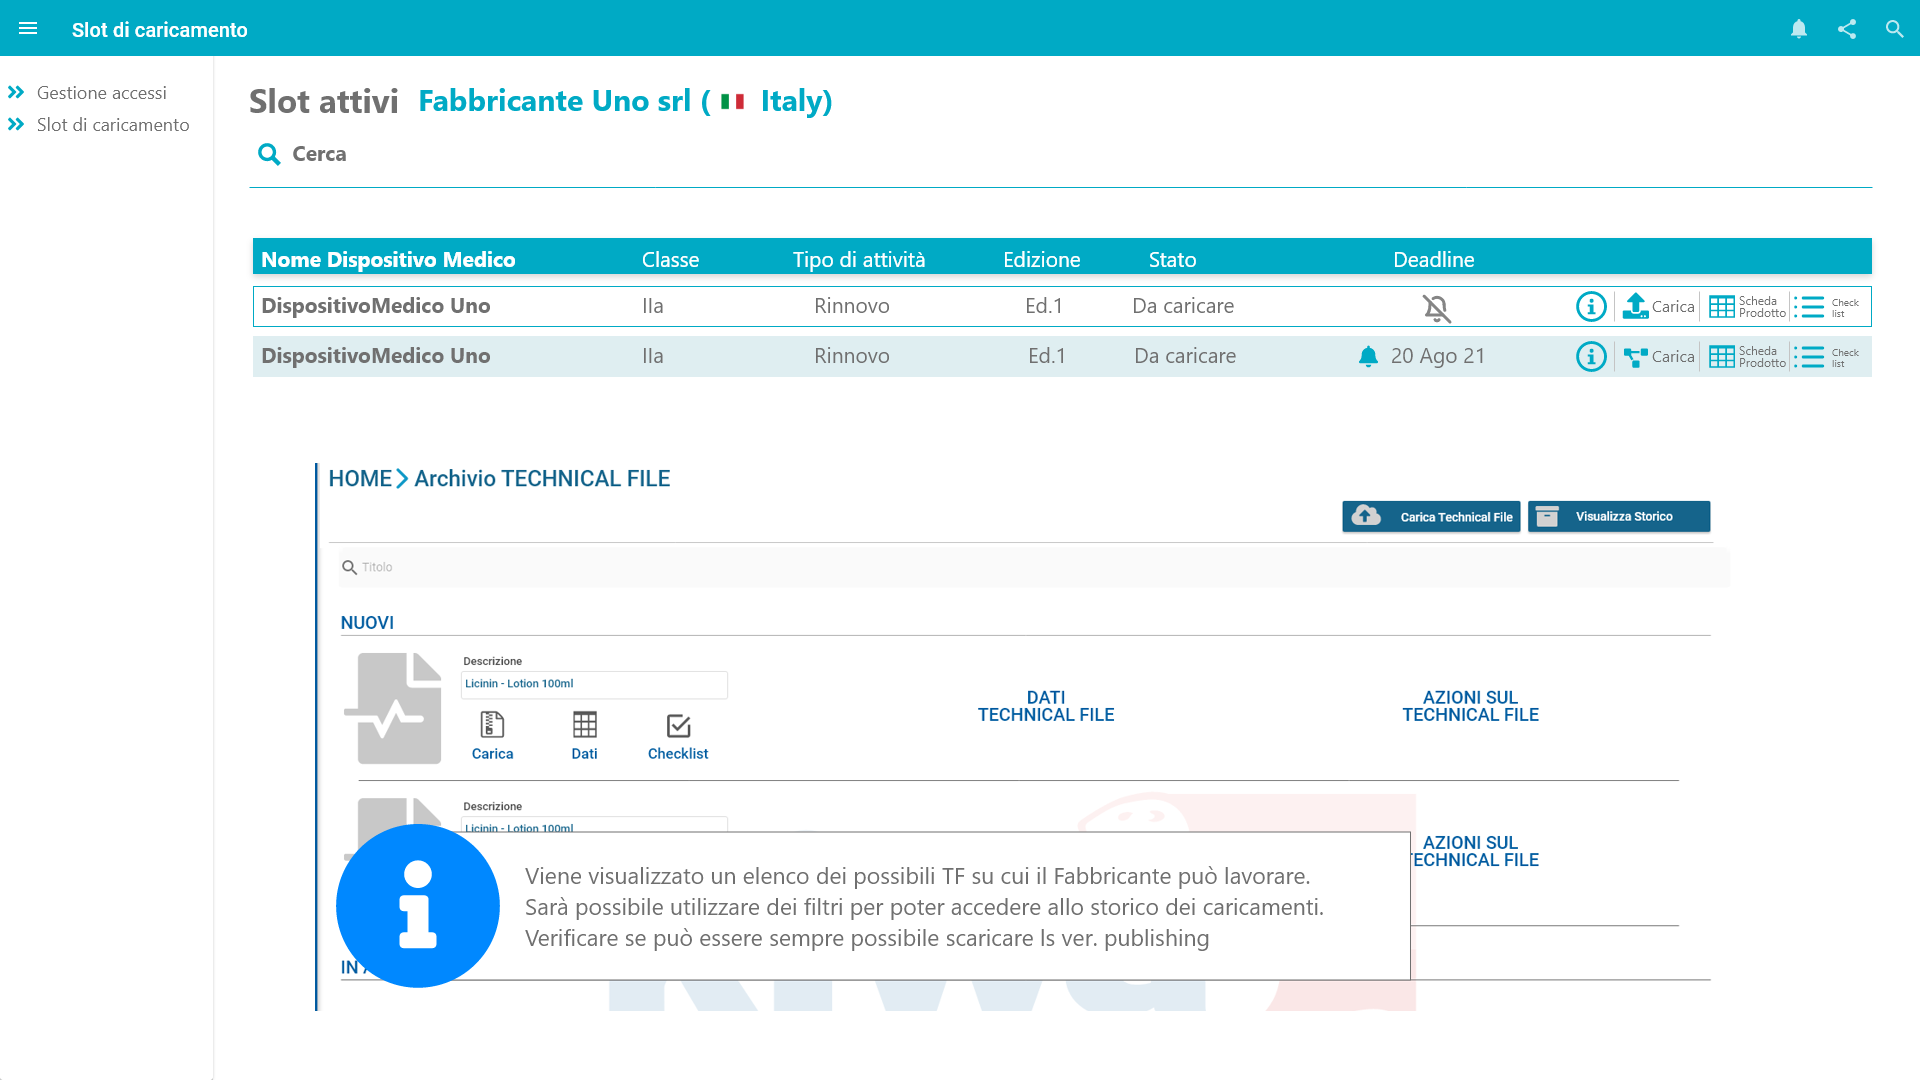 Slot di caricamento
Gestione accessi
Slot di caricamento
Slot attivi Fabbricante Uno srl ( Italy)
Cerca
Nome Dispositivo Medico Classe Tipo di attività Edizione Stato Deadline
DispositivoMedico Uno IIa Rinnovo Ed.1 Da caricare Carica Scheda Prodotto Check list
DispositivoMedico Uno IIa Rinnovo Ed.1 Da caricare 20 Ago 21 Carica Scheda Prodotto Check list
HOME Archivio TECHNICAL FILE
Carica Technical File Visualizza Storico
Titolo
NUOVI
Descrizione
Licinin - Lotion 100ml
DATI
TECHNICAL FILE
AZIONI SUL
TECHNICAL FILE
Carica Dati Checklist
Descrizione
Licinin - Lotion 100ml
AZIONI SUL
TECHNICAL FILE
Viene visualizzato un elenco dei possibili TF su cui il Fabbricante può lavorare.
Sarà possibile utilizzare dei filtri per poter accedere allo storico dei caricamenti.
Verificare se può essere sempre possibile scaricare ls ver. publishing
IN